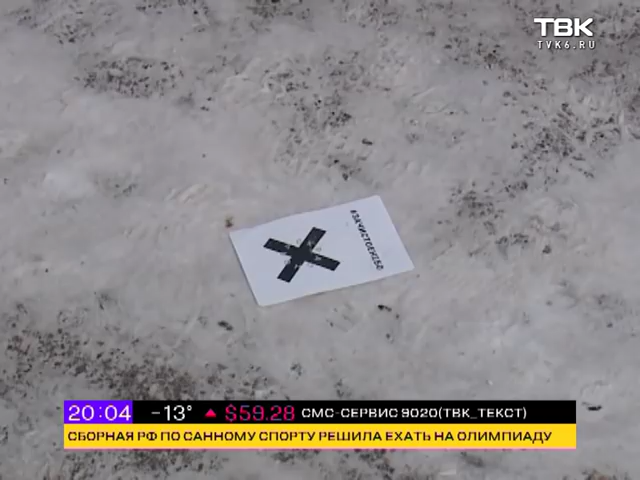 ТВК
TVK6.RU
#ЗАЧИСТОЕНЕБО
20:04 -13° ▲ $59.28 СМС-СЕРВИС 9020(ТВК_ТЕКСТ)
СБОРНАЯ РФ ПО САННОМУ СПОРТУ РЕШИЛА ЕХАТЬ НА ОЛИМПИАДУ